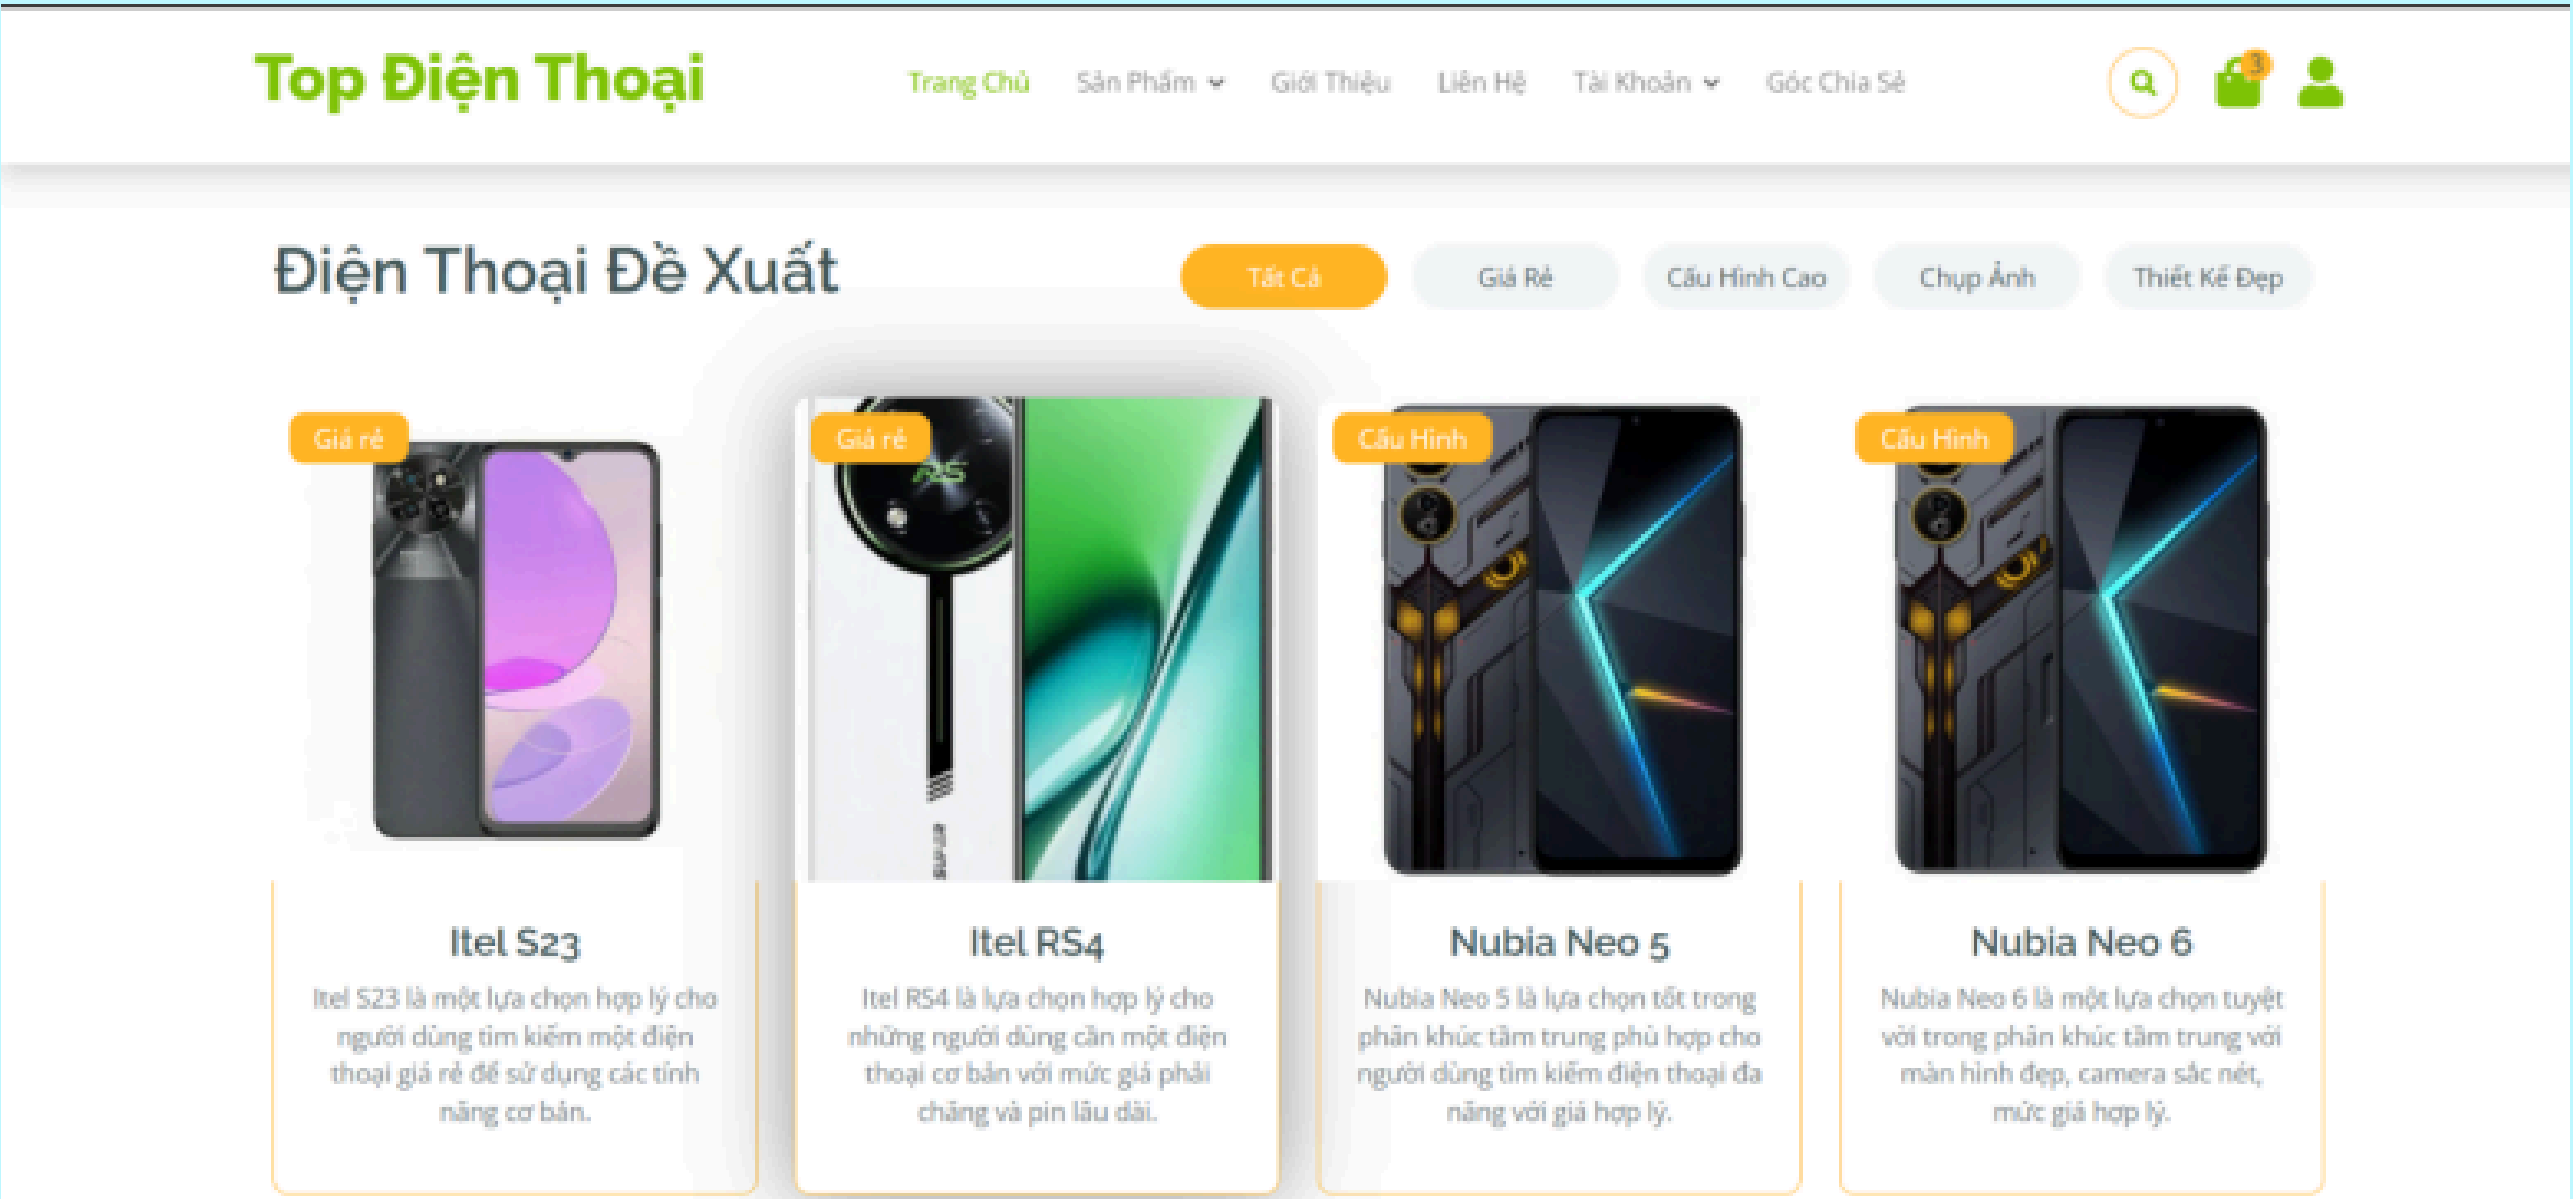 Top Điện Thoại
Trang Chủ Sản Phẩm Giới Thiệu Liên Hệ Tài Khoản Góc Chia Sẻ
3
Điện Thoại Đề Xuất
Tất Cả Giá Rẻ Cấu Hình Cao Chụp Ảnh Thiết Kế Đẹp
Giá rẻ
Giá rẻ
Cấu Hình
Cấu Hình
RS
Itel S23
Itel S23 là một lựa chọn hợp lý cho
người dùng tìm kiếm một điện
thoại giá rẻ để sử dụng các tính
năng cơ bản.
Itel RS4
Itel RS4 là lựa chọn hợp lý cho
những người dùng cần một điện
thoại cơ bản với mức giá phải
chăng và pin lâu dài.
Nubia Neo 5
Nubia Neo 5 là lựa chọn tốt trong
phân khúc tầm trung phù hợp cho
người dùng tìm kiếm điện thoại đa
năng với giá hợp lý.
Nubia Neo 6
Nubia Neo 6 là một lựa chọn tuyệt
vời trong phân khúc tầm trung với
màn hình đẹp, camera sắc nét,
mức giá hợp lý.